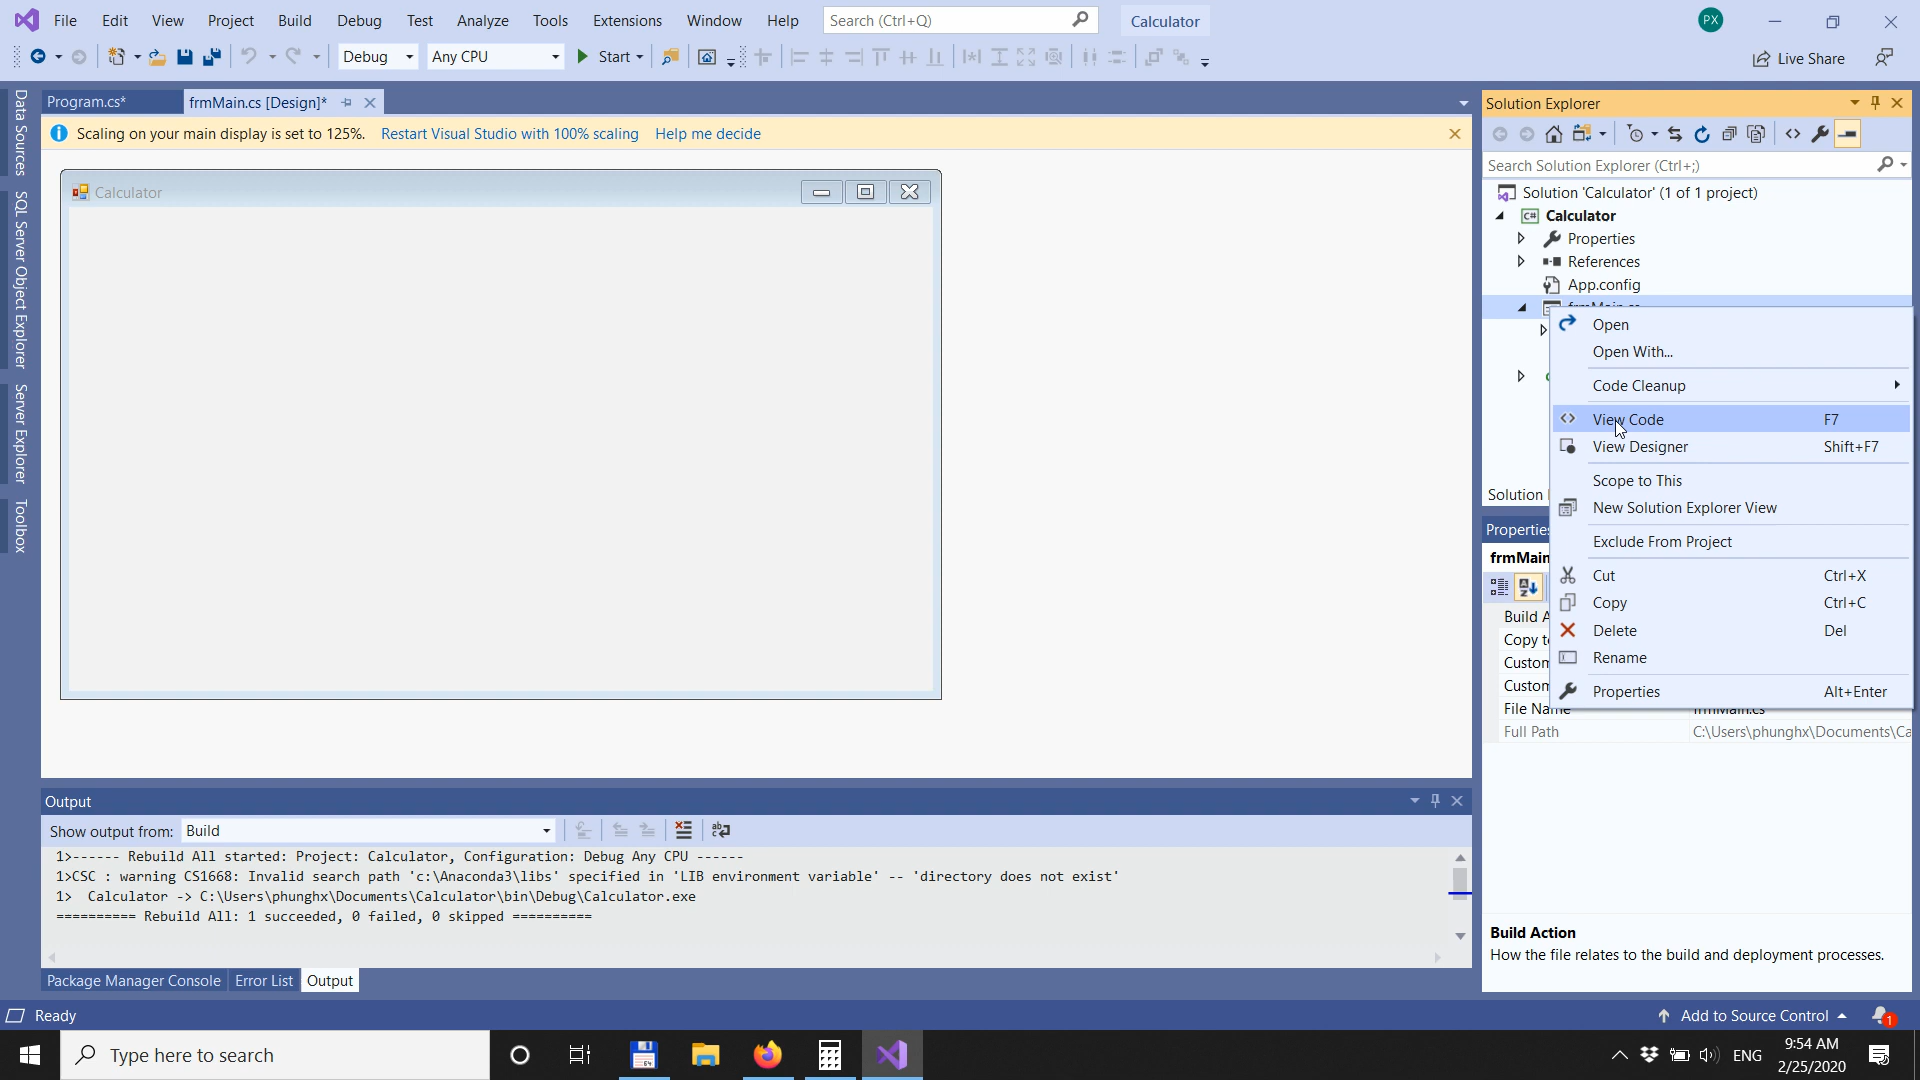 File Edit View Project Build Debug Test Analyze Tools Extensions Window Help Search (Ctrl+Q) Calculator PX
Debug Any CPU Start Live Share
Program.cs* frmMain.cs [Design]*
Scaling on your main display is set to 125%. Restart Visual Studio with 100% scaling Help me decide
Data Sources
SQL Server Object Explorer
Server Explorer
Toolbox
Calculator
Solution Explorer
Search Solution Explorer (Ctrl+;)
Solution 'Calculator' (1 of 1 project)
C# Calculator
Properties
References
App.config
frmMain.cs
Open
Open With...
Code Cleanup
View Code F7
View Designer Shift+F7
Scope to This
New Solution Explorer View
Exclude From Project
Cut Ctrl+X
Copy Ctrl+C
Delete Del
Rename
Properties Alt+Enter
Solution
Properties
frmMain
Build A
Copy to
Custom
Custom
File Name frmMain.cs
Full Path C:\Users\phunghx\Documents\Ca
Build Action
How the file relates to the build and deployment processes.
Output
Show output from: Build
1>------ Rebuild All started: Project: Calculator, Configuration: Debug Any CPU ------
1>CSC : warning CS1668: Invalid search path 'c:\Anaconda3\libs' specified in 'LIB environment variable' -- 'directory does not exist'
1>  Calculator -> C:\Users\phunghx\Documents\Calculator\bin\Debug\Calculator.exe
========== Rebuild All: 1 succeeded, 0 failed, 0 skipped ==========
Package Manager Console Error List Output
Ready Add to Source Control 1
Type here to search 64 ENG
9:54 AM
2/25/2020